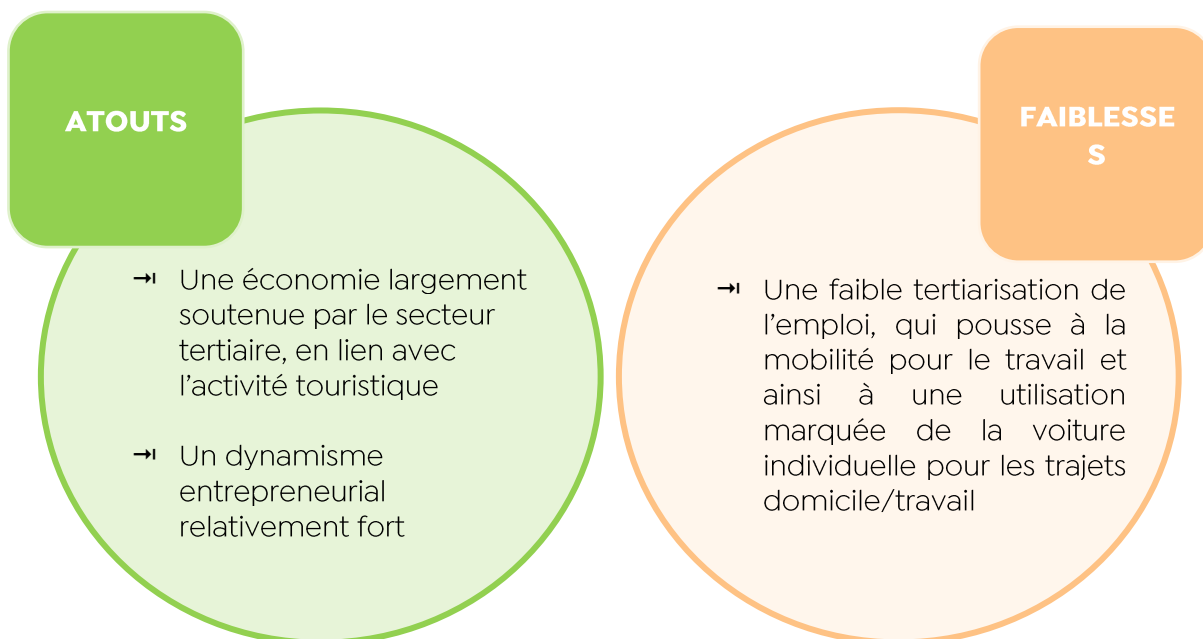 ATOUTS
→ Une économie largement
soutenue par le secteur
tertiaire, en lien avec
l’activité touristique
→ Un dynamisme
entrepreneurial
relativement fort
FAIBLESSE
S
→ Une faible tertiarisation de
l’emploi, qui pousse à la
mobilité pour le travail et
ainsi à une utilisation
marquée de la voiture
individuelle pour les trajets
domicile/travail